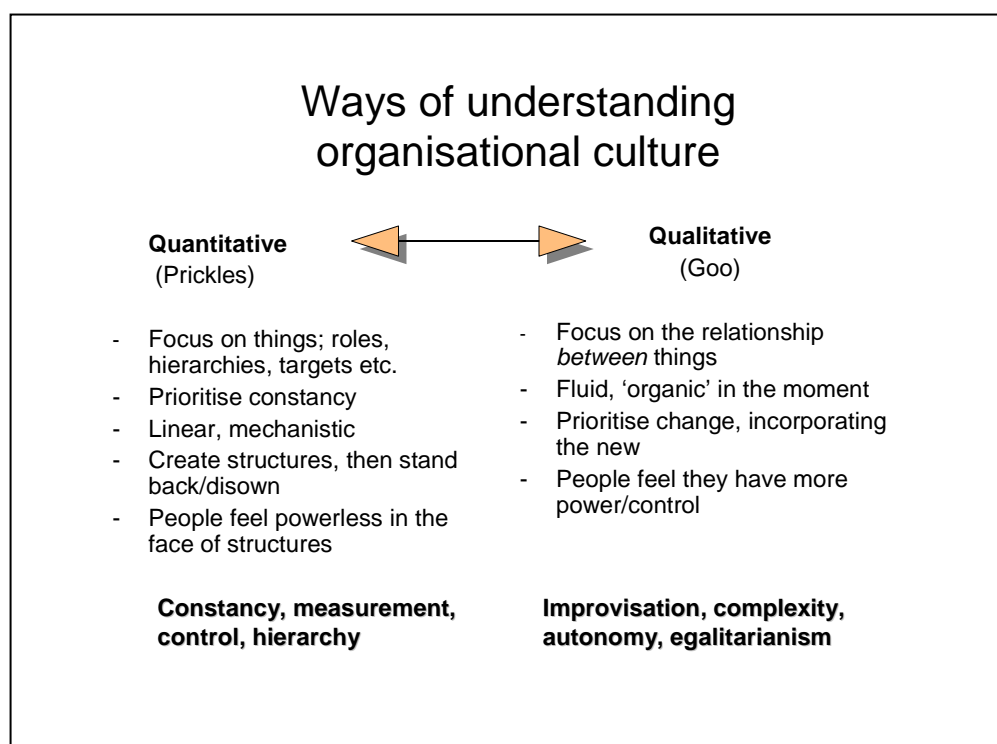 Ways of understanding
organisational culture
Quantitative
(Prickles)
- Focus on things; roles,
hierarchies, targets etc.
- Prioritise constancy
- Linear, mechanistic
- Create structures, then stand
back/disown
- People feel powerless in the
face of structures
Constancy, measurement,
control, hierarchy
Qualitative
(Goo)
- Focus on the relationship
between things
- Fluid, ‘organic’ in the moment
- Prioritise change, incorporating
the new
- People feel they have more
power/control
Improvisation, complexity,
autonomy, egalitarianism